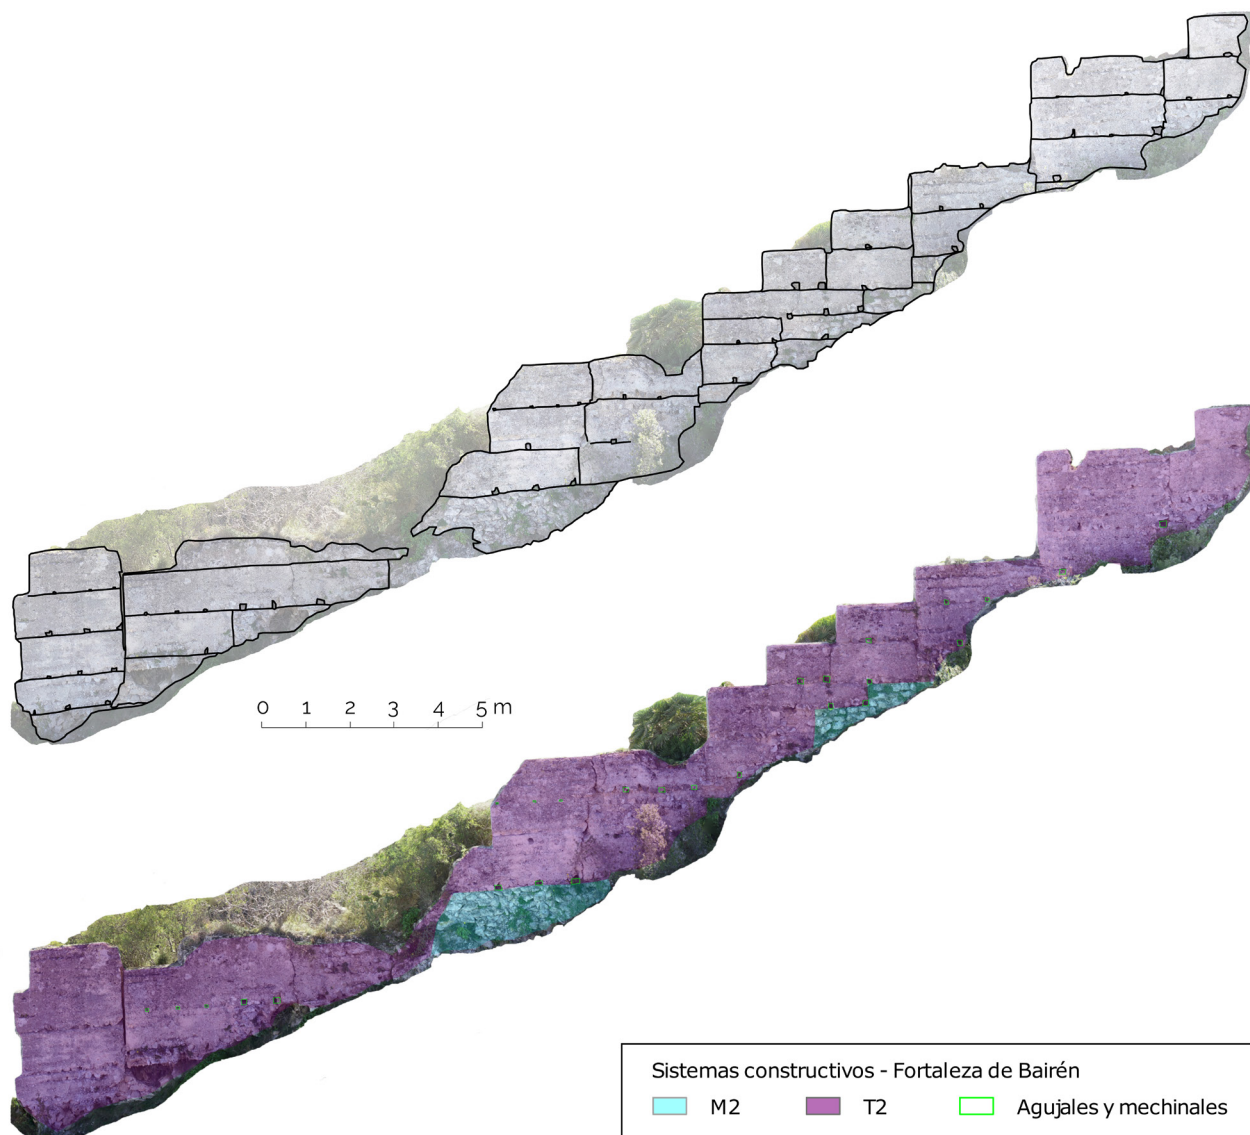 0 1 2 3 4 5 m
Sistemas constructivos - Fortaleza de Bairén
M2 T2 Agujales y mechinales